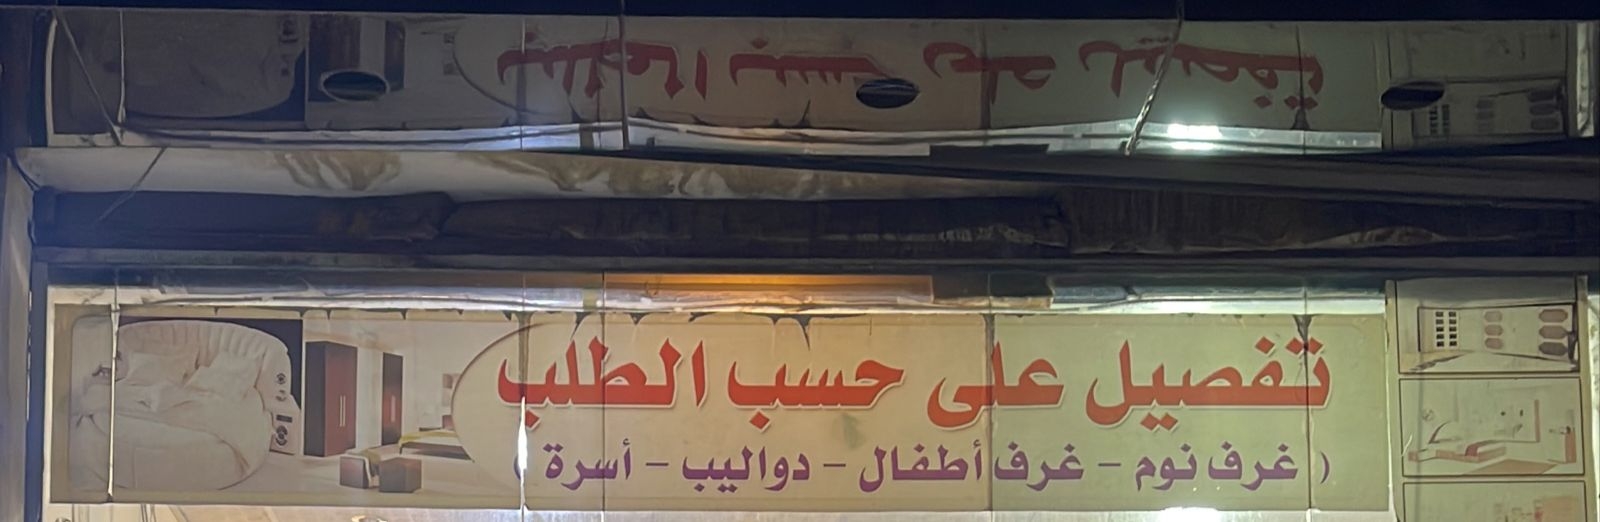 تفصيل على حسب الطلب
( غرف نوم - غرف أطفال - دواليب - أسرة )